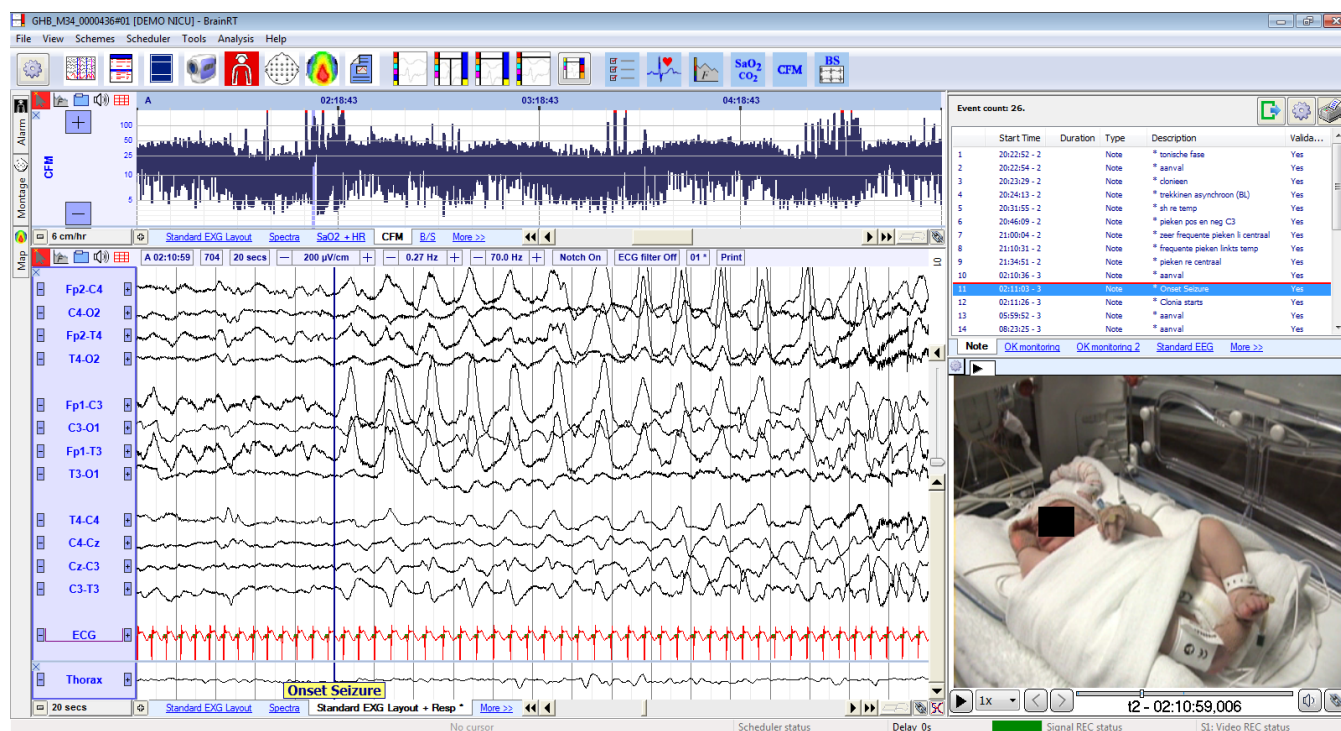 GHB_M34_0000436#01 [DEMO NICU] - BrainRT
File View Schemes Scheduler Tools Analysis Help
SaO2 CO2 CFM BS
Alarm
Montage
Map
A 02:18:43 03:18:43 04:18:43
CFM
100
50
25
10
5
6 cm/hr Standard EXG Layout Spectra SaO2 +HR CFM B/S More >>
A 02:10:59 704 20 secs — 200 µV/cm + — 0.27 Hz + — 70.0 Hz + Notch On ECG filter Off 01 * Print
Fp2-C4
C4-O2
Fp2-T4
T4-O2
Fp1-C3
C3-O1
Fp1-T3
T3-O1
T4-C4
C4-Cz
Cz-C3
C3-T3
ECG
Thorax
Onset Seizure
20 secs Standard EXG Layout Spectra Standard EXG Layout + Resp * More >>
Event count: 26.
Start Time Duration Type Description Valida...
1 20:22:52 - 2 Note * tonische fase Yes
2 20:22:54 - 2 Note * aanval Yes
3 20:23:29 - 2 Note * clonieen Yes
4 20:24:13 - 2 Note * trekkinen asynchroon (BL) Yes
5 20:31:55 - 2 Note * sh re temp Yes
6 20:46:09 - 2 Note * pieken pos en neg C3 Yes
7 21:00:04 - 2 Note * zeer frequente pieken li centraal Yes
8 21:10:31 - 2 Note * frequente pieken linkts temp Yes
9 21:34:51 - 2 Note * pieken re centraal Yes
10 02:10:36 - 3 Note * aanval Yes
11 02:11:03 - 3 Note * Onset Seizure Yes
12 02:11:26 - 3 Note * Clonia starts Yes
13 05:59:52 - 3 Note * aanval Yes
14 08:23:25 - 3 Note * aanval Yes
Note OK monitoring OK monitoring 2 Standard EEG More >>
1x
t2 - 02:10:59,006
No cursor Scheduler status Delay 0s Signal REC status S1: Video REC status